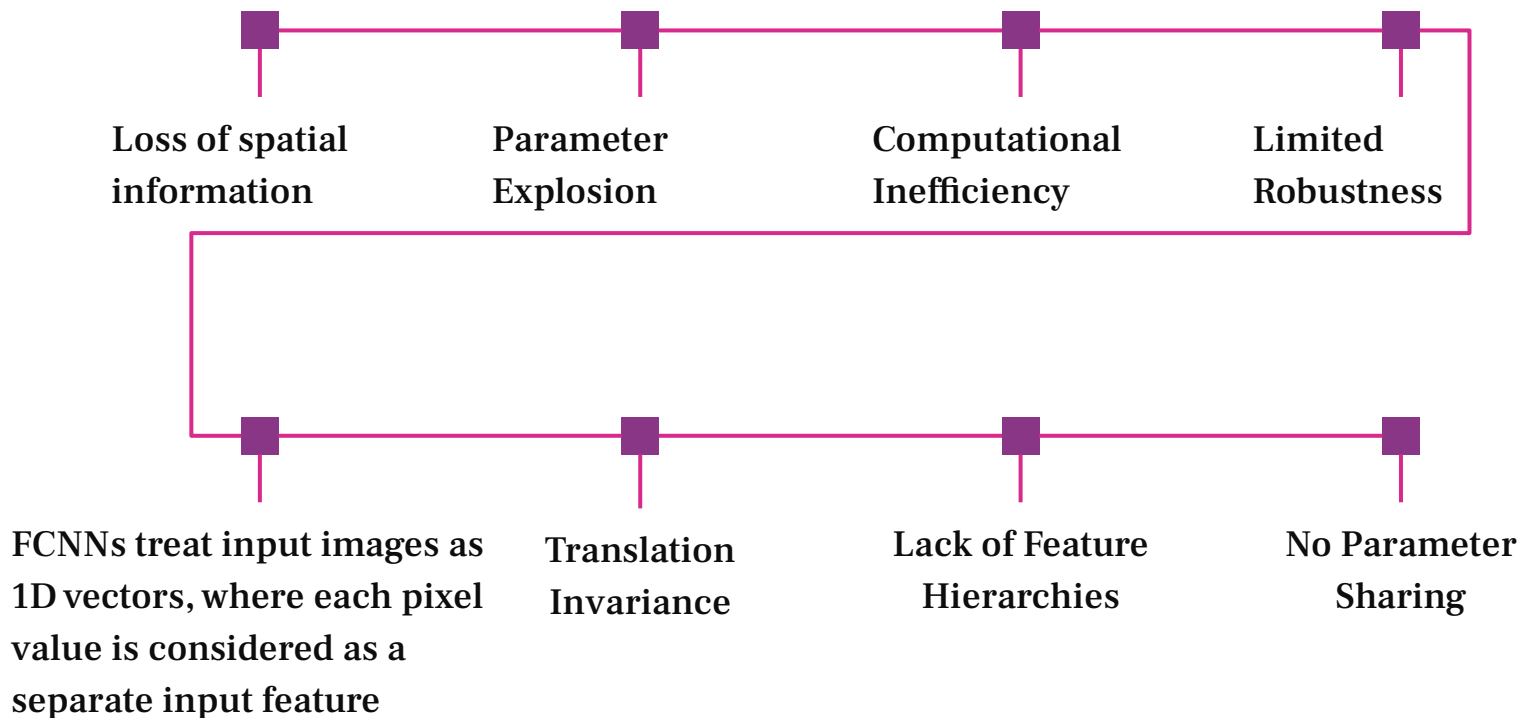 Loss of spatial
information
Parameter
Explosion
Computational
Inefficiency
Limited
Robustness
FCNNs treat input images as
1D vectors, where each pixel
value is considered as a
separate input feature
Translation
Invariance
Lack of Feature
Hierarchies
No Parameter
Sharing